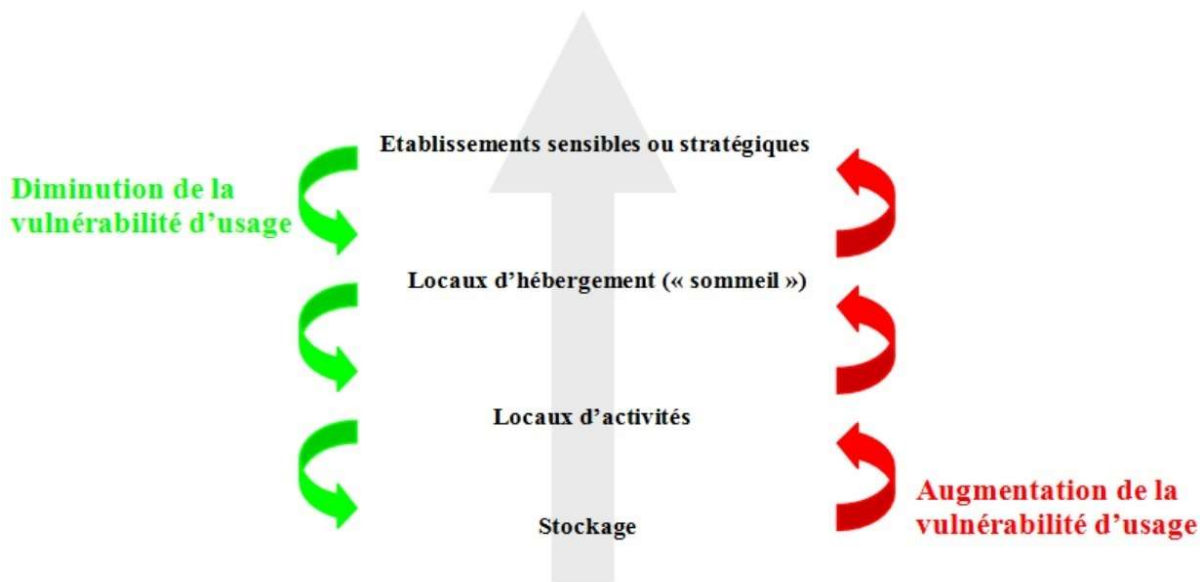 Etablissements sensibles ou stratégiques
Diminution de la
vulnérabilité d’usage
Locaux d’hébergement (« sommeil »)
Locaux d’activités
Augmentation de la
vulnérabilité d’usage
Stockage